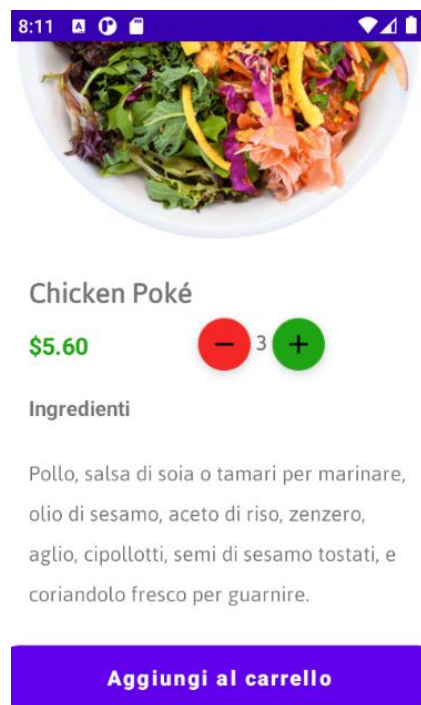 8:11
Chicken Poké
$5.60
− 3 +
Ingredienti
Pollo, salsa di soia o tamari per marinare,
olio di sesamo, aceto di riso, zenzero,
aglio, cipollotti, semi di sesamo tostati, e
coriandolo fresco per guarnire.
Aggiungi al carrello